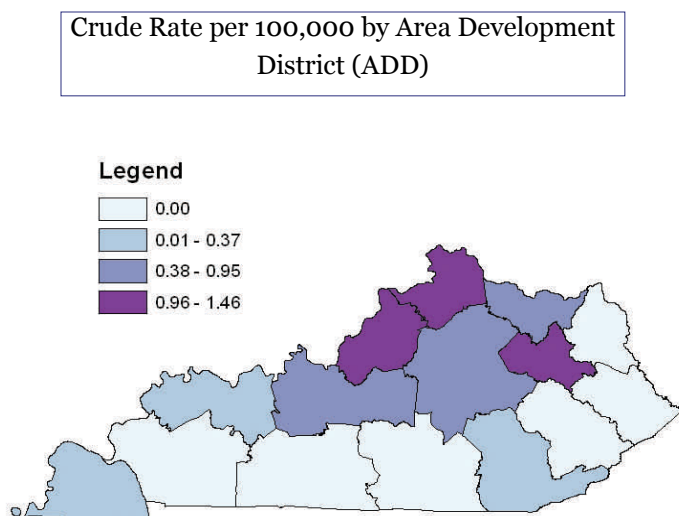 Crude Rate per 100,000 by Area Development
District (ADD)
Legend
0.00
0.01 - 0.37
0.38 - 0.95
0.96 - 1.46